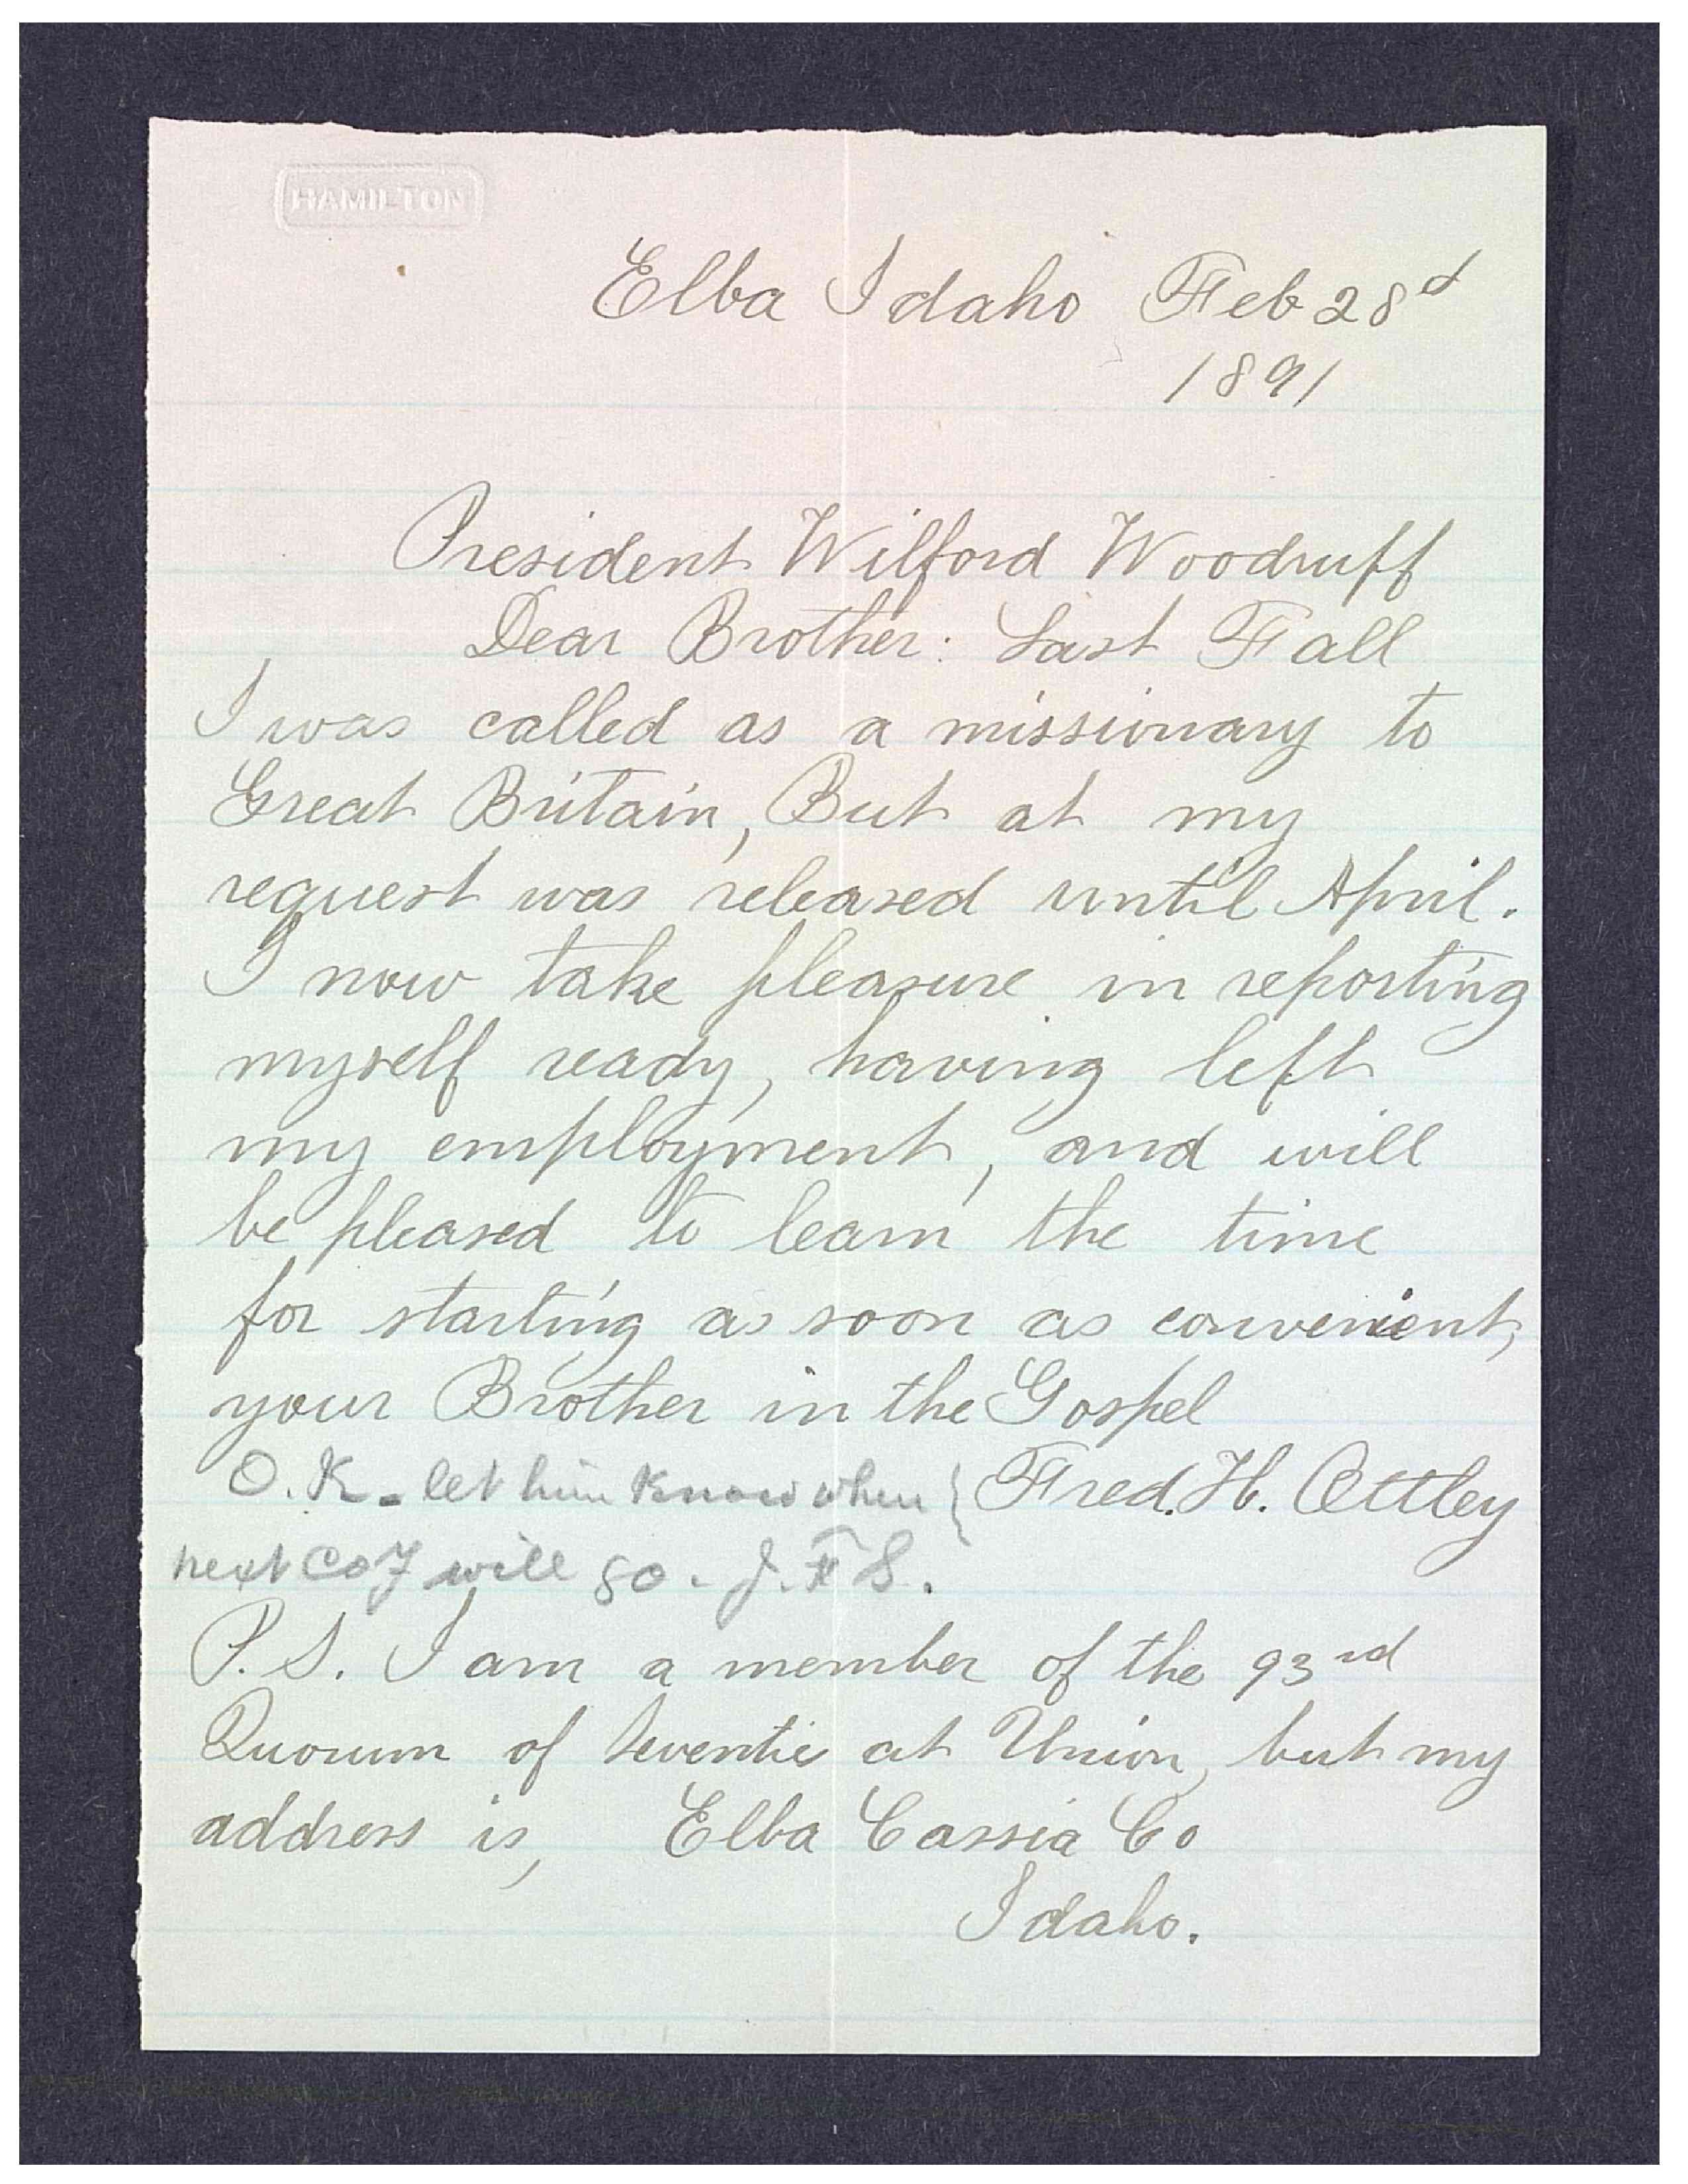 HAMILTON
Elba Idaho Feb 28d
1891
President Wilford Woodruff
Dear Brother: Last Fall
I was called as a missionary to
Great Britain, But at my
request was released until April.
I now take pleasure in reporting
myself ready, having left
my employment, and will
be pleased to learn the time
for starting as soon as convenient,
your Brother in the Gospel
O.K. let him know when { Fred. H. Ottley
next Coy will go. J. F S.
P.S. I am a member of the 93rd
Quorum of Seventies at Union, but my
address is, Elba Cassia Co
Idaho.